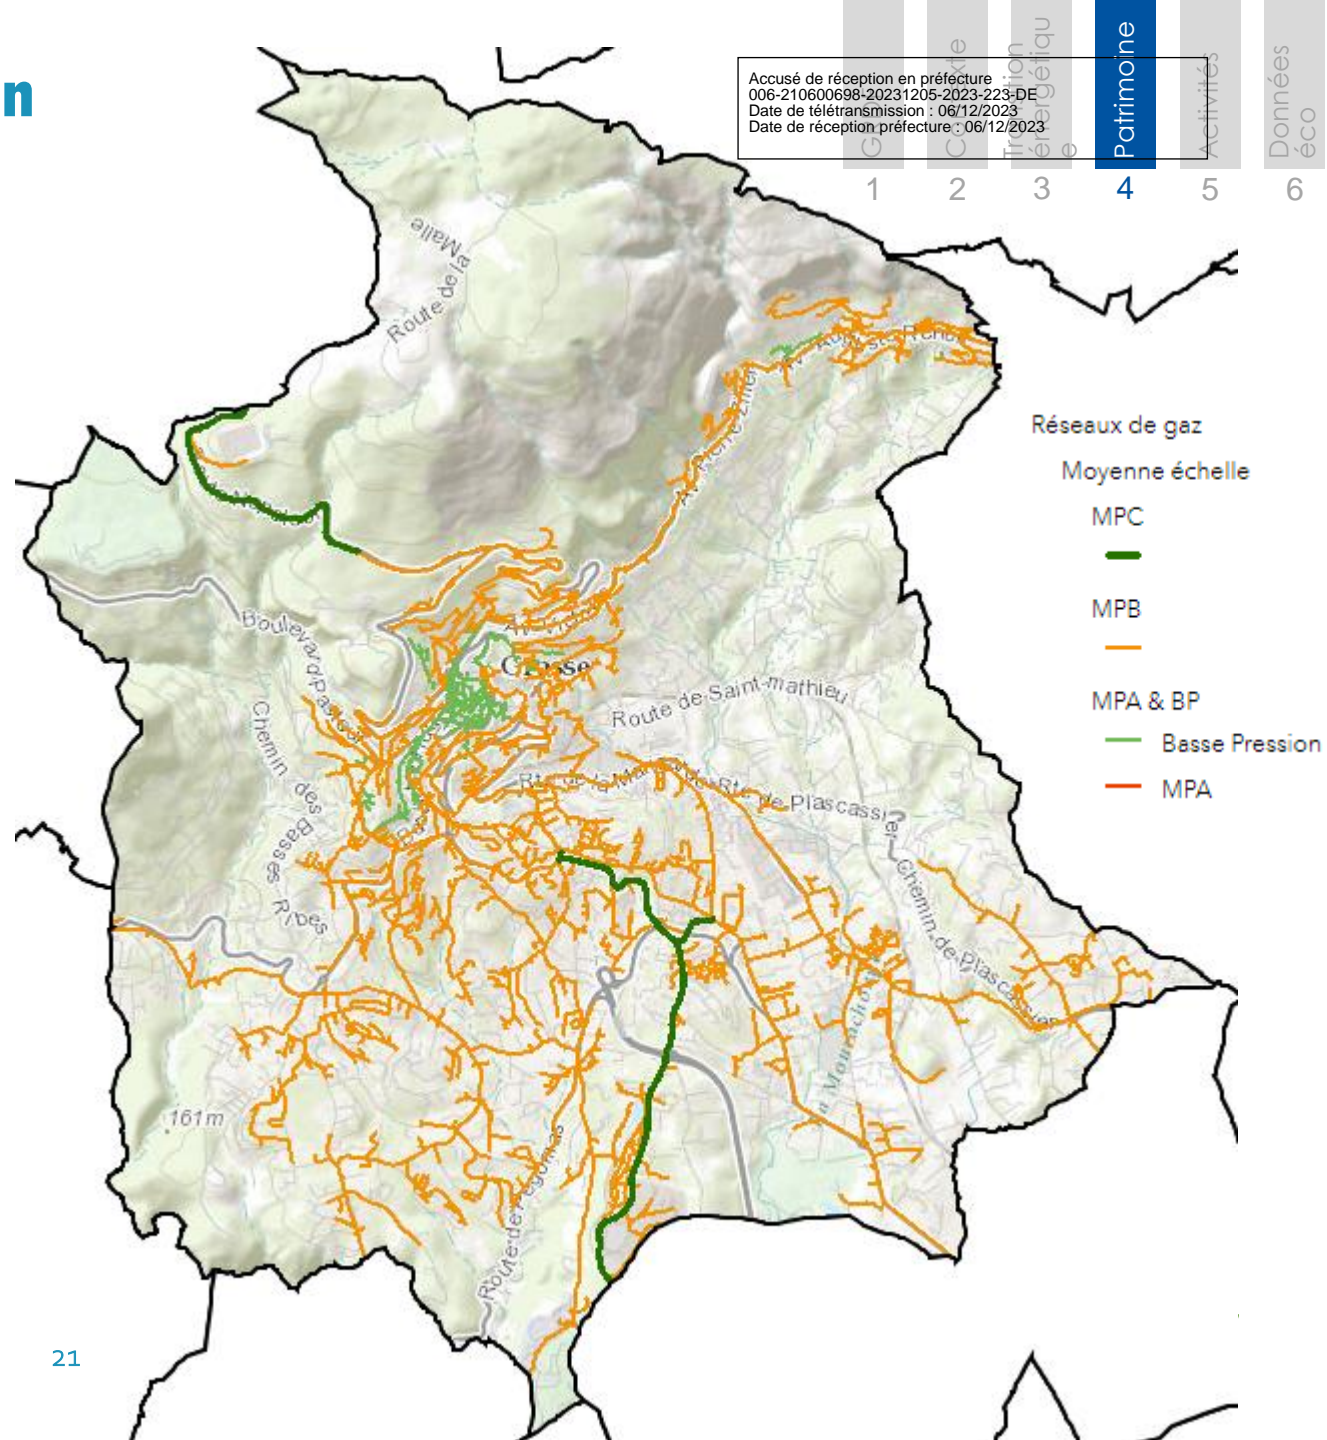 n
Accusé de réception en préfecture
006-210600698-20231205-2023-223-DE
Date de télétransmission : 06/12/2023
Date de réception préfecture : 06/12/2023
Patrimoine
Activités
Données
éco
1
2
3
4
5
6
Route de la Malle
Réseaux de gaz
Moyenne échelle
MPC
MPB
MPA & BP
Basse Pression
MPA
Boulevard Pasteur
Grasse
Route de Saint-mathieu
Chemin des Basses Ribes
Rte de Plascassier
Chemin de Plascassier
161m
Route de Pégomas
21